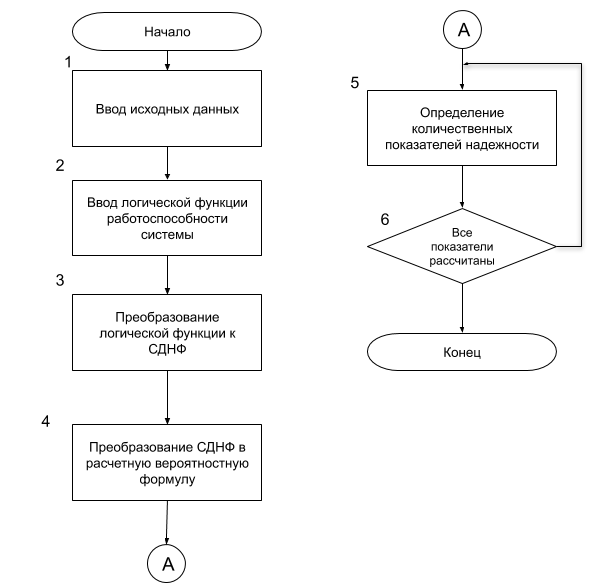 Начало
1
Ввод исходных данных
2
Ввод логической функции
работоспособности
системы
3
Преобразование
логической функции к
СДНФ
4
Преобразование СДНФ в
расчетную вероятностную
формулу
А
А
5
Определение
количественных
показателей надежности
6
Все
показатели
рассчитаны
Конец